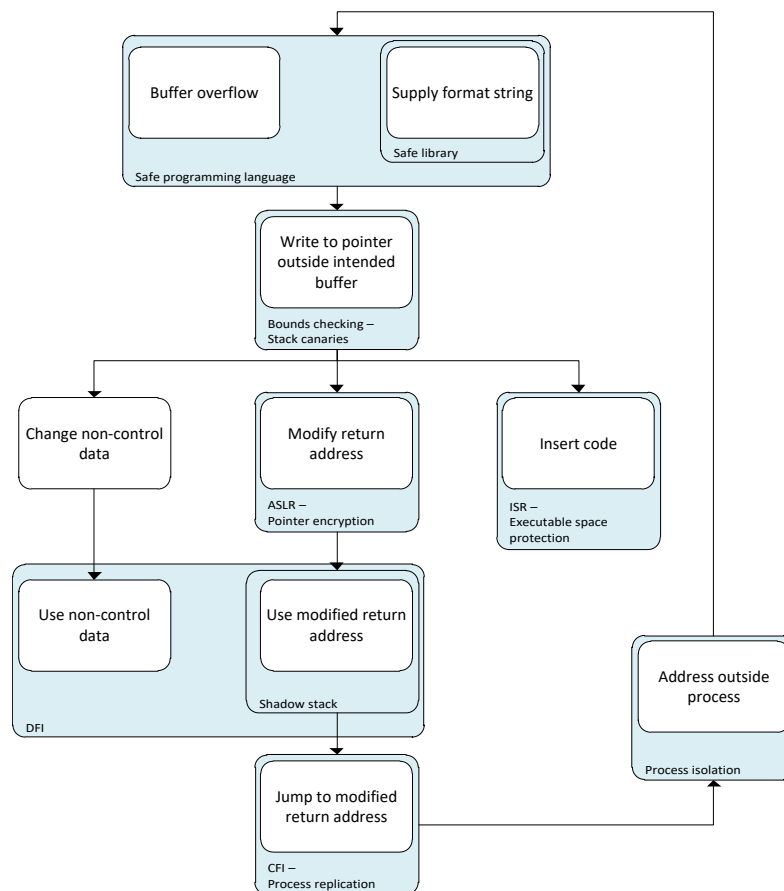 Buffer overflow
Supply format string
Safe library
Safe programming language
Write to pointer
outside intended
buffer
Bounds checking –
Stack canaries
Change non-control
data
Modify return
address
Insert code
ASLR –
Pointer encryption
ISR –
Executable space
protection
Use non-control
data
Use modified return
address
Shadow stack
DFI
Address outside
process
Process isolation
Jump to modified
return address
CFI –
Process replication